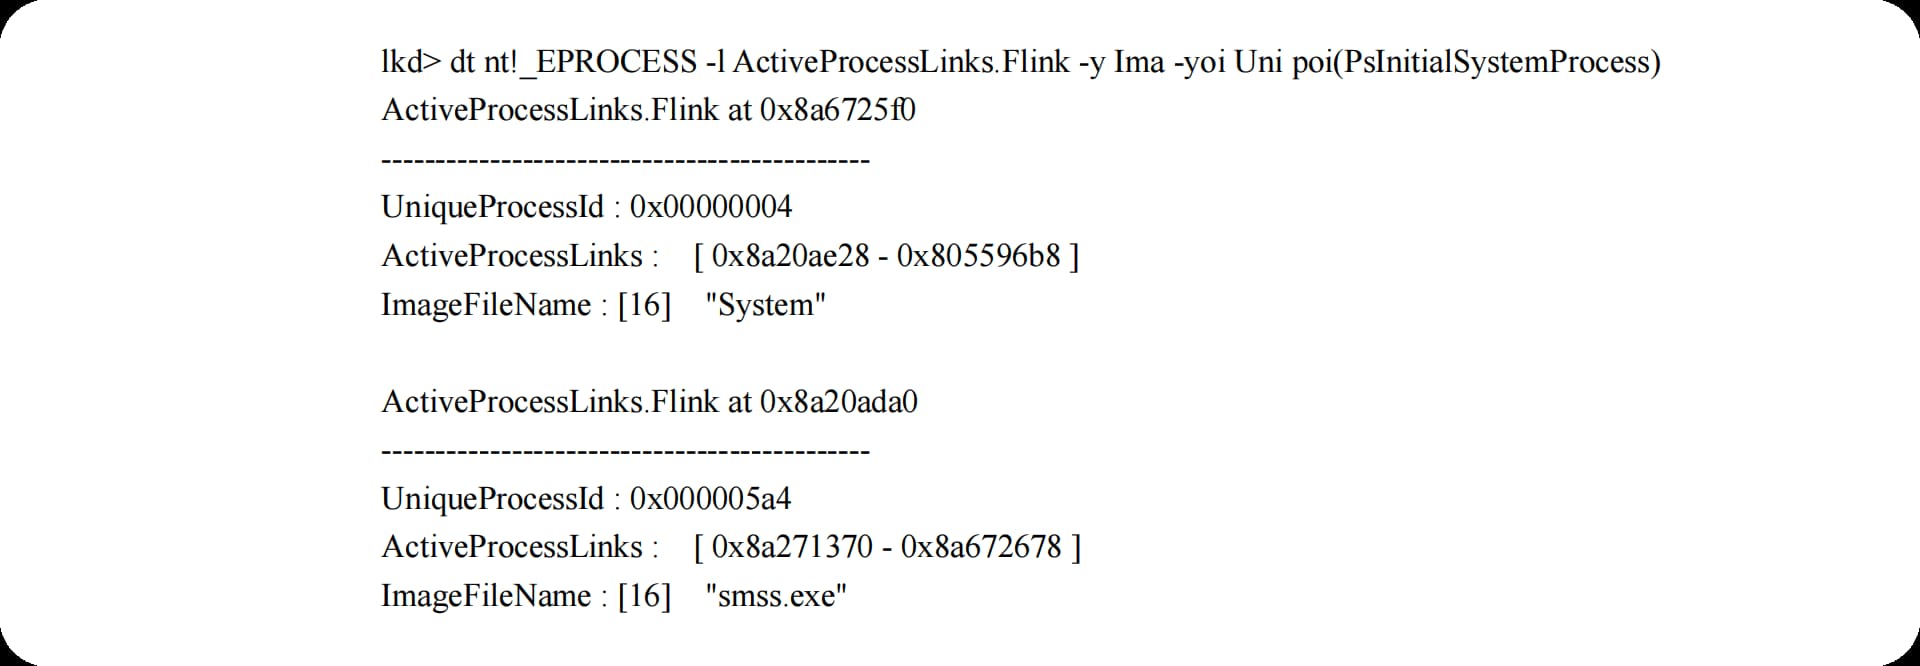 lkd> dt nt!_EPROCESS -l ActiveProcessLinks.Flink -y Ima -yoi Uni poi(PsInitialSystemProcess)
ActiveProcessLinks.Flink at 0x8a6725f0
---------------------------------------------
UniqueProcessId : 0x00000004
ActiveProcessLinks :    [ 0x8a20ae28 - 0x805596b8 ]
ImageFileName : [16]    "System"
ActiveProcessLinks.Flink at 0x8a20ada0
---------------------------------------------
UniqueProcessId : 0x000005a4
ActiveProcessLinks :    [ 0x8a271370 - 0x8a672678 ]
ImageFileName : [16]    "smss.exe"